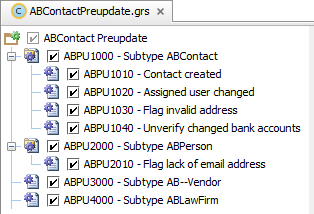 ABContactPreupdate.grs
ABContact Preupdate
ABPU1000 - Subtype ABContact
ABPU1010 - Contact created
ABPU1020 - Assigned user changed
ABPU1030 - Flag invalid address
ABPU1040 - Unverify changed bank accounts
ABPU2000 - Subtype ABPerson
ABPU2010 - Flag lack of email address
ABPU3000 - Subtype AB--Vendor
ABPU4000 - Subtype ABLawFirm